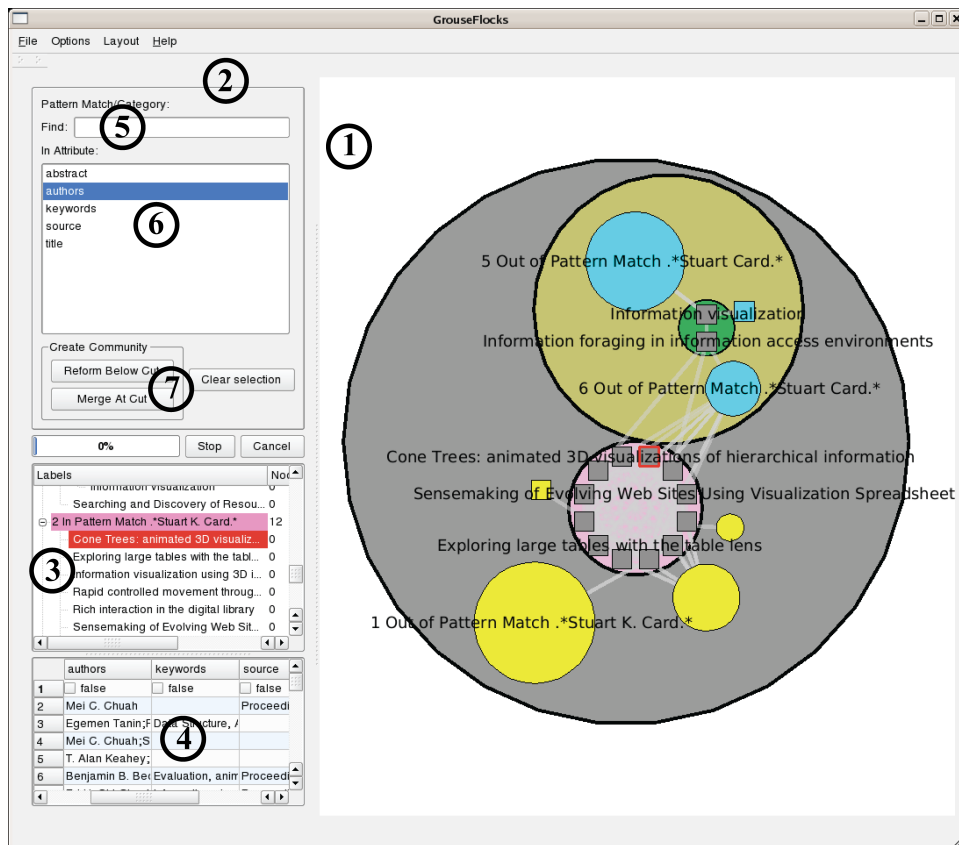 GrouseFlocks
File Options Layout Help
2
Pattern Match/Category:
Find:
5
In Attribute:
abstract
authors
keywords
source
title
6
Create Community
Reform Below Cut
Merge At Cut
7
Clear selection
0%
Stop
Cancel
Labels
Information visualization 0
Searching and Discovery of Resou... 0
2 In Pattern Match .*Stuart K. Card.* 12
Cone Trees: animated 3D visualiz... 0
Exploring large tables with the tabl... 0
Information visualization using 3D i... 0
Rapid controlled movement throug... 0
Rich interaction in the digital library 0
Sensemaking of Evolving Web Sit... 0
3
authors keywords source
1 false false false
2 Mei C. Chuah Proceedi
3 Egemen Tanin; Data Structure, A
4 Mei C. Chuah;S
5 T. Alan Keahey;
6 Benjamin B. Bec Evaluation, anim Proceedi
4
1
5 Out of Pattern Match .*Stuart Card.*
Information visualization
Information foraging in information access environments
6 Out of Pattern Match .*Stuart Card.*
Cone Trees: animated 3D visualizations of hierarchical information
Sensemaking of Evolving Web Sites Using Visualization Spreadsheet
Exploring large tables with the table lens
1 Out of Pattern Match .*Stuart K. Card.*